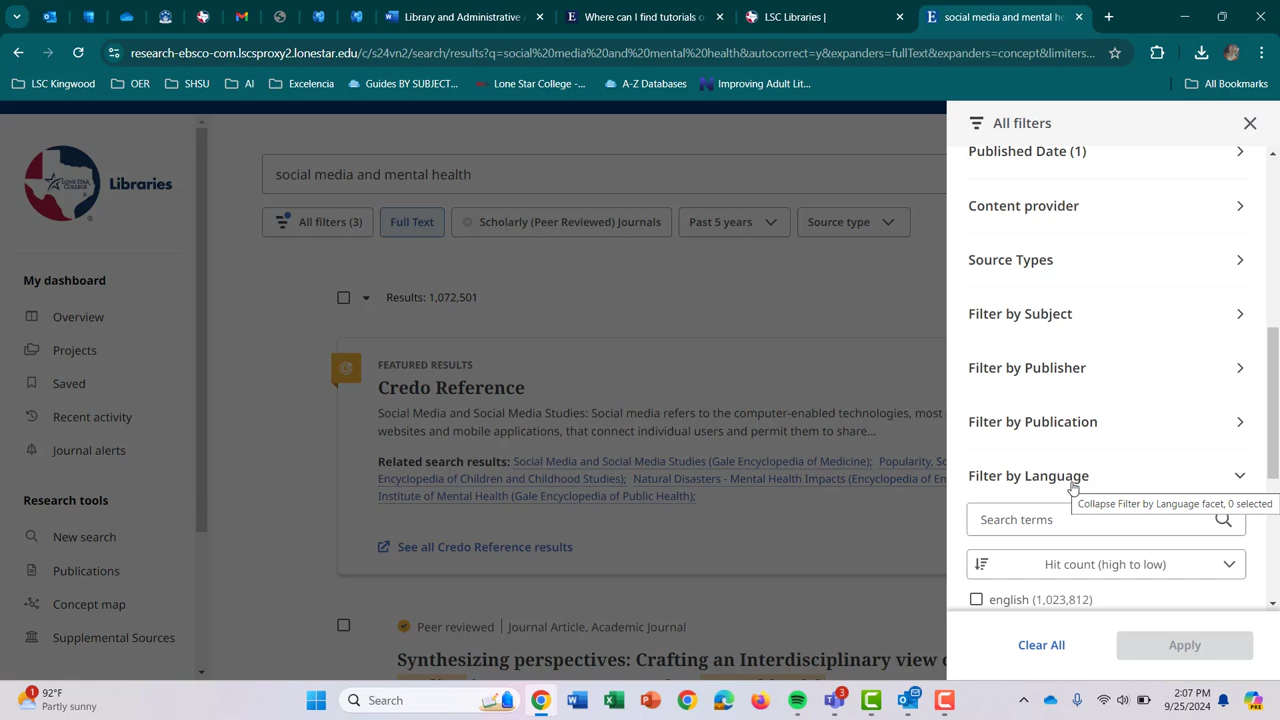 Library and Administrative A
Where can I find tutorials o
LSC Libraries |
social media and mental he
research-ebsco-com.lcscproxy2.lonestar.edu/c/s24vn2/search/results?q=social%20media%20and%20mental%20health&autocorrect=y&expanders=fullText&expanders=concept&limiters...
LSC Kingwood
OER
SHSU
AI
Excelencia
Guides BY SUBJECT...
Lone Star College -...
A-Z Databases
Improving Adult Lit...
All Bookmarks
Libraries
My dashboard
Overview
Projects
Saved
Recent activity
Journal alerts
Research tools
New search
Publications
Concept map
Supplemental Sources
social media and mental health
All filters (3)
Full Text
Scholarly (Peer Reviewed) Journals
Past 5 years
Source type
Results: 1,072,501
FEATURED RESULTS
Credo Reference
Social Media and Social Media Studies: Social media refers to the computer-enabled technologies, most
websites and mobile applications, that connect individual users and permit them to share...
Related search results: Social Media and Social Media Studies (Gale Encyclopedia of Medicine); Popularity, So
Encyclopedia of Children and Childhood Studies); Natural Disasters - Mental Health Impacts (Encyclopedia of En
Institute of Mental Health (Gale Encyclopedia of Public Health);
See all Credo Reference results
Peer reviewed | Journal Article, Academic Journal
Synthesizing perspectives: Crafting an Interdisciplinary view o
All filters
Published Date (1)
Content provider
Source Types
Filter by Subject
Filter by Publisher
Filter by Publication
Filter by Language
Collapse Filter by Language facet, 0 selected
Search terms
Hit count (high to low)
english (1,023,812)
Clear All
Apply
1
92°F
Partly sunny
Search
3
2:07 PM
9/25/2024